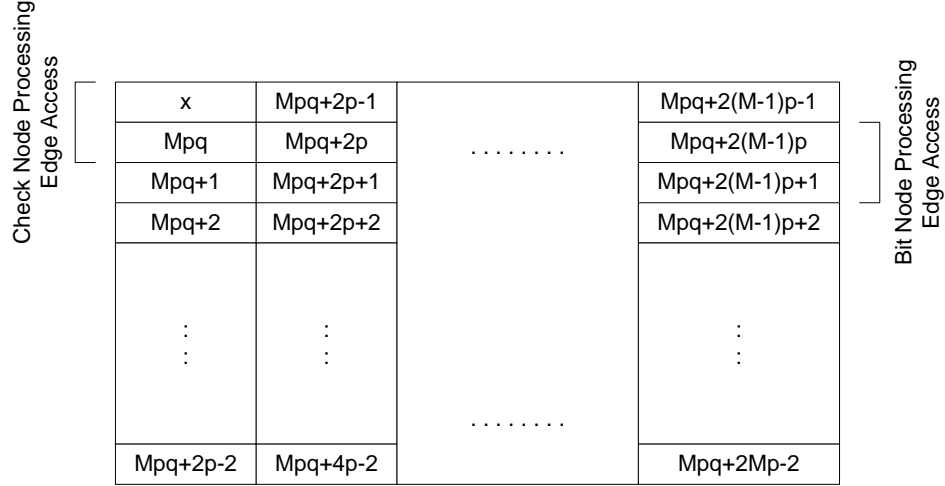 Check Node Processing
Edge Access
x Mpq+2p-1 Mpq+2(M-1)p-1
Mpq Mpq+2p . . . . . . . . Mpq+2(M-1)p
Mpq+1 Mpq+2p+1 Mpq+2(M-1)p+1
Mpq+2 Mpq+2p+2 Mpq+2(M-1)p+2
: : :
: : :
. . . . . . . .
Mpq+2p-2 Mpq+4p-2 Mpq+2Mp-2
Bit Node Processing
Edge Access